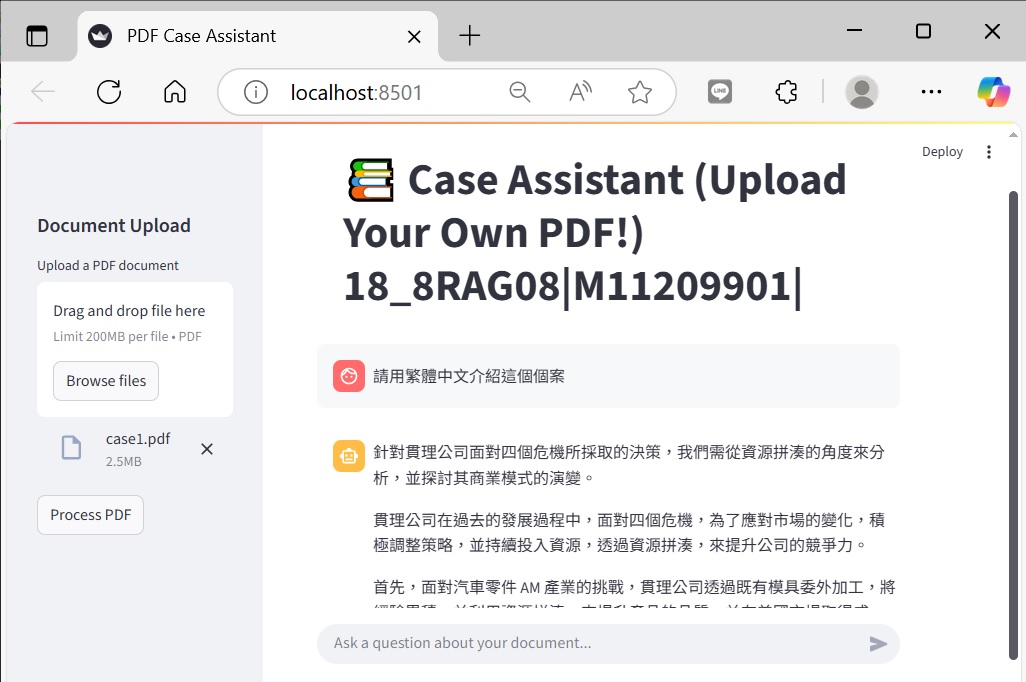 PDF Case Assistant
localhost:8501
Deploy
Document Upload
Upload a PDF document
Drag and drop file here
Limit 200MB per file • PDF
Browse files
case1.pdf
2.5MB
Process PDF
Case Assistant (Upload
Your Own PDF!)
18_8RAG08|M11209901|
請用繁體中文介紹這個個案
針對貫理公司面對四個危機所採取的決策，我們需從資源拼湊的角度來分
析，並探討其商業模式的演變。
貫理公司在過去的發展過程中，面對四個危機，為了應對市場的變化，積
極調整策略，並持續投入資源，透過資源拼湊，來提升公司的競爭力。
首先，面對汽車零件 AM 產業的挑戰，貫理公司透過既有模具委外加工，將
Ask a question about your document...